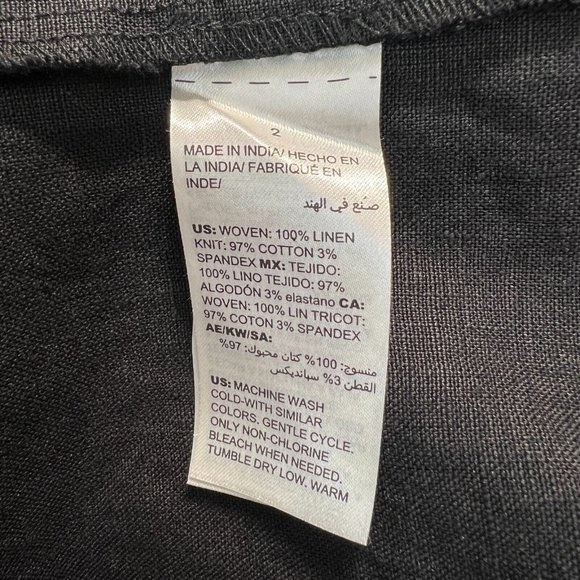 2
MADE IN INDIA/ HECHO EN
LA INDIA/ FABRIQUÉ EN
INDE/
صُنع في الهند
US: WOVEN: 100% LINEN
KNIT: 97% COTTON 3%
SPANDEX MX: TEJIDO:
100% LINO TEJIDO: 97%
ALGODÓN 3% elastano CA:
WOVEN: 100% LIN TRICOT:
97% COTON 3% SPANDEX
AE/KW/SA:
منسوج: 100% كتان محبوك: 97%
القطن 3% سبانديكس
US: MACHINE WASH
COLD-WITH SIMILAR
COLORS. GENTLE CYCLE.
ONLY NON-CHLORINE
BLEACH WHEN NEEDED.
TUMBLE DRY LOW. WARM